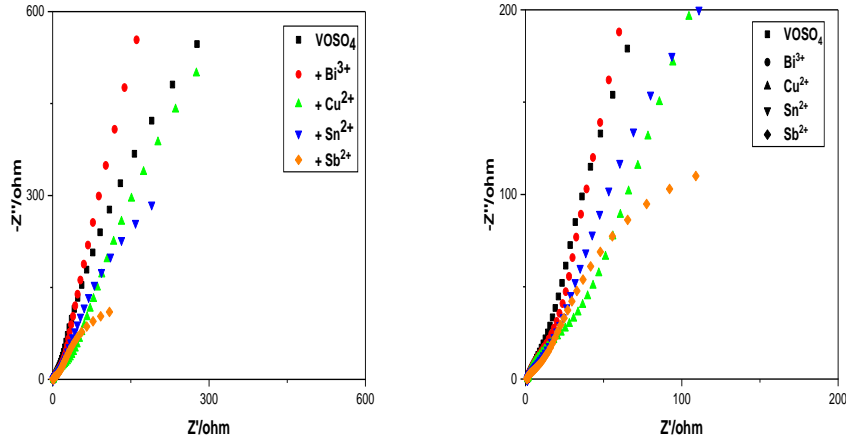 600
300
0
0
300
600
-Z''/ohm
Z'/ohm
VOSO₄
+ Bi³⁺
+ Cu²⁺
+ Sn²⁺
+ Sb²⁺
200
100
0
0
100
200
-Z''/ohm
Z'/ohm
VOSO₄
Bi³⁺
Cu²⁺
Sn²⁺
Sb²⁺